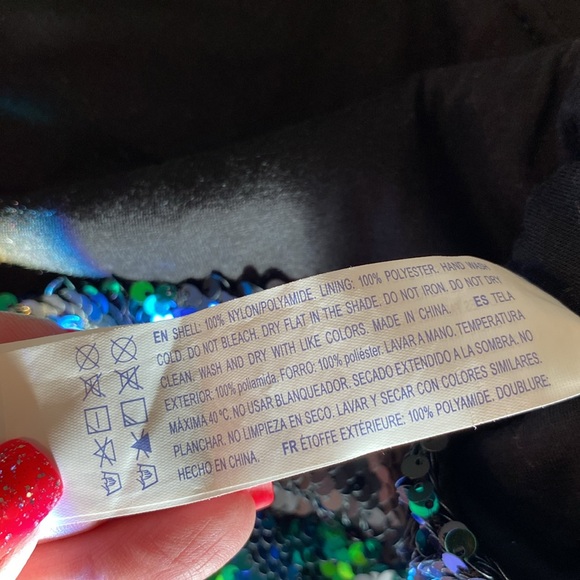 EN SHELL: 100% NYLON/POLYAMIDE. LINING: 100% POLYESTER. HAND WASH
COLD. DO NOT BLEACH. DRY FLAT IN THE SHADE. DO NOT IRON. DO NOT DRY
CLEAN. WASH AND DRY WITH LIKE COLORS. MADE IN CHINA. ES TELA
EXTERIOR: 100% poliamida. FORRO: 100% poliéster. LAVAR A MANO. TEMPERATURA
MÁXIMA 40 ºC. NO USAR BLANQUEADOR. SECADO EXTENDIDO A LA SOMBRA. NO
PLANCHAR. NO LIMPIEZA EN SECO. LAVAR Y SECAR CON COLORES SIMILARES.
HECHO EN CHINA. FR ÉTOFFE EXTÉRIEURE: 100% POLYAMIDE. DOUBLURE: